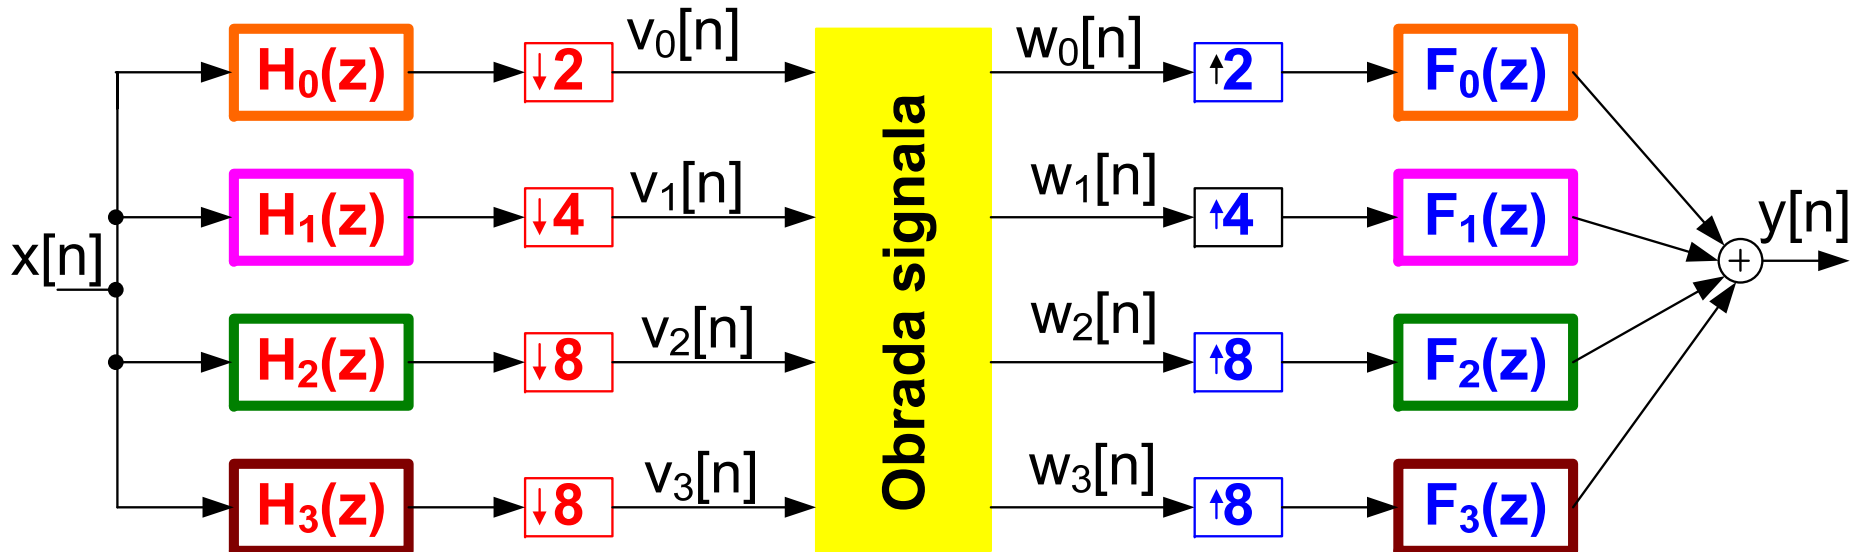 H₀(z) ↓2 v₀[n] w₀[n] ↑2 F₀(z)
H₁(z) ↓4 v₁[n] w₁[n] ↑4 F₁(z)
x[n] Obrada signala + y[n]
H₂(z) ↓8 v₂[n] w₂[n] ↑8 F₂(z)
H₃(z) ↓8 v₃[n] w₃[n] ↑8 F₃(z)